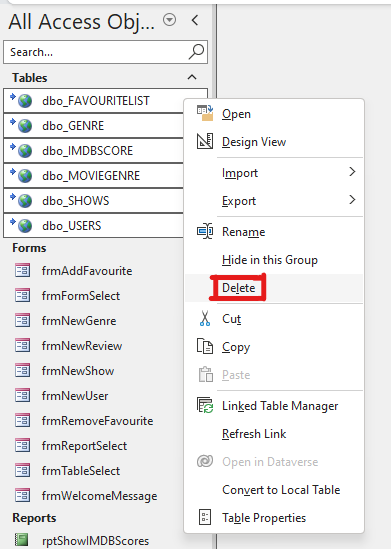 All Access Obj...
Search...
Tables
dbo_FAVOURITELIST
dbo_GENRE
dbo_IMDBSCORE
dbo_MOVIEGENRE
dbo_SHOWS
dbo_USERS
Forms
frmAddFavourite
frmFormSelect
frmNewGenre
frmNewReview
frmNewShow
frmNewUser
frmRemoveFavourite
frmReportSelect
frmTableSelect
frmWelcomeMessage
Reports
rptShowIMDBScores
Open
Design View
Import
Export
Rename
Hide in this Group
Delete
Cut
Copy
Paste
Linked Table Manager
Refresh Link
Open in Dataverse
Convert to Local Table
Table Properties